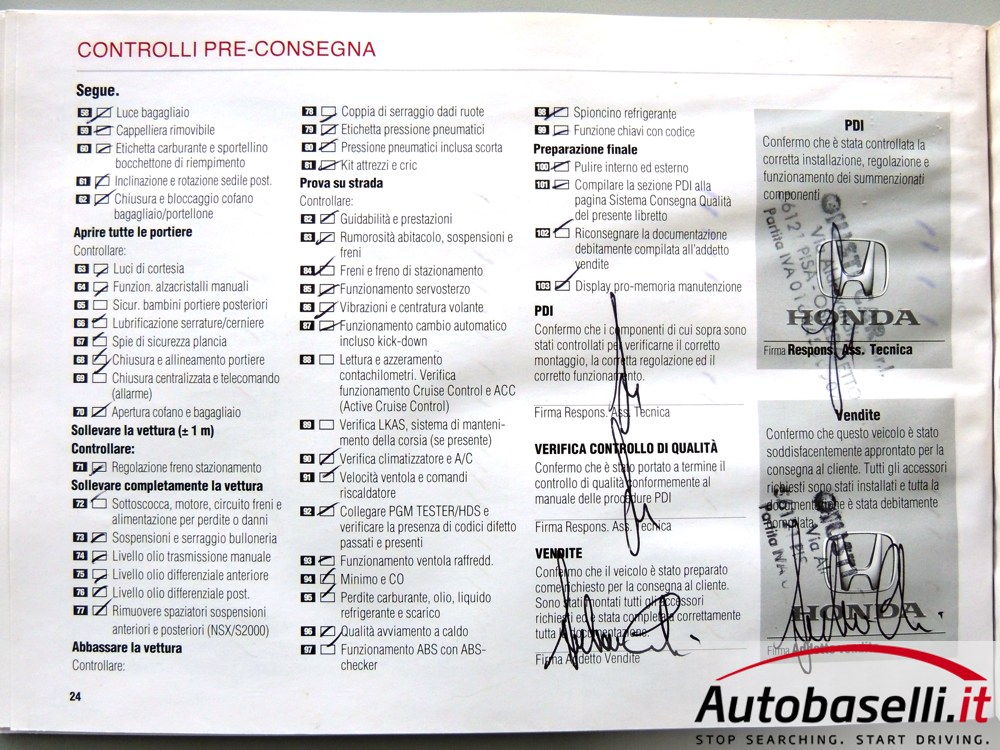 CONTROLLI PRE-CONSEGNA
Segue.
58 Luce bagagliaio
59 Cappelliera rimovibile
60 Etichetta carburante e sportellino
bocchettone di riempimento
61 Inclinazione e rotazione sedile post.
62 Chiusura e bloccaggio cofano
bagagliaio/portellone
Aprire tutte le portiere
Controllare:
63 Luci di cortesia
64 Funzion. alzacristalli manuali
65 Sicur. bambini portiere posteriori
66 Lubrificazione serrature/cerniere
67 Spie di sicurezza plancia
68 Chiusura e allineamento portiere
69 Chiusura centralizzata e telecomando
(allarme)
70 Apertura cofano e bagagliaio
Sollevare la vettura (± 1 m)
Controllare:
71 Regolazione freno stazionamento
Sollevare completamente la vettura
72 Sottoscocca, motore, circuito freni e
alimentazione per perdite o danni
73 Sospensioni e serraggio bulloneria
74 Livello olio trasmissione manuale
75 Livello olio differenziale anteriore
76 Livello olio differenziale post.
77 Rimuovere spaziatori sospensioni
anteriori e posteriori (NSX/S2000)
Abbassare la vettura
Controllare:
24
78 Coppia di serraggio dadi ruote
79 Etichetta pressione pneumatici
80 Pressione pneumatici inclusa scorta
81 Kit attrezzi e cric
Prova su strada
Controllare:
82 Guidabilità e prestazioni
83 Rumorosità abitacolo, sospensioni e
freni
84 Freni e freno di stazionamento
85 Funzionamento servosterzo
86 Vibrazioni e centratura volante
87 Funzionamento cambio automatico
incluso kick-down
88 Lettura e azzeramento
contachilometri. Verifica
funzionamento Cruise Control e ACC
(Active Cruise Control)
89 Verifica LKAS, sistema di manteni-
mento della corsia (se presente)
90 Verifica climatizzatore e A/C
91 Velocità ventola e comandi
riscaldatore
92 Collegare PGM TESTER/HDS e
verificare la presenza di codici difetto
passati e presenti
93 Funzionamento ventola raffredd.
94 Minimo e CO
95 Perdite carburante, olio, liquido
refrigerante e scarico
96 Qualità avviamento a caldo
97 Funzionamento ABS con ABS-
checker
98 Spioncino refrigerante
99 Funzione chiavi con codice
Preparazione finale
100 Pulire interno ed esterno
101 Compilare la sezione PDI alla
pagina Sistema Consegna Qualità
del presente libretto
102 Riconsegnare la documentazione
debitamente compilata all'addetto
vendite
103 Display pro-memoria manutenzione
PDI
Confermo che i componenti di cui sopra sono
stati controllati per verificarne il corretto
montaggio, la corretta regolazione ed il
corretto funzionamento.
Firma Respons. Ass. Tecnica
VERIFICA CONTROLLO DI QUALITÀ
Confermo che è stato portato a termine il
controllo di qualità conformemente al
manuale delle procedure PDI
Firma Respons. Ass. Tecnica
VENDITE
Confermo che il veicolo è stato preparato
come richiesto per la consegna al cliente.
Sono stati montati tutti gli accessori
richiesti ed è stata completata correttamente
tutta la documentazione.
Firma Addetto Vendite
PDI
Confermo che è stata controllata la
corretta installazione, regolazione e
funzionamento dei summenzionati
componenti
HONDA
Firma Respons. Ass. Tecnica
Vendite
Confermo che questo veicolo è stato
soddisfacentemente approntato per la
consegna al cliente. Tutti gli accessori
richiesti sono stati installati e tutta la
documentazione è stata debitamente
compilata.
HONDA
Firma Addetto Vendite
Autobaselli.it
STOP SEARCHING. START DRIVING.